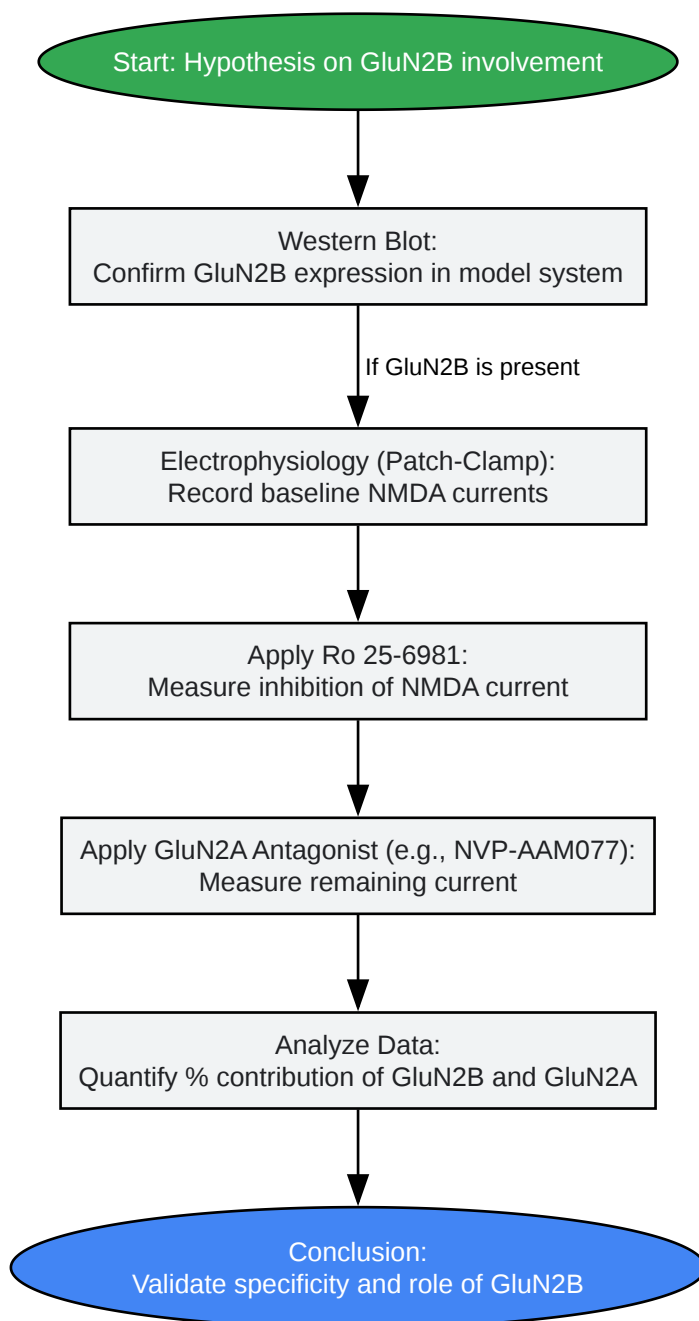 Start: Hypothesis on GluN2B involvement
Western Blot:
Confirm GluN2B expression in model system
If GluN2B is present
Electrophysiology (Patch-Clamp):
Record baseline NMDA currents
Apply Ro 25-6981:
Measure inhibition of NMDA current
Apply GluN2A Antagonist (e.g., NVP-AAM077):
Measure remaining current
Analyze Data:
Quantify % contribution of GluN2B and GluN2A
Conclusion:
Validate specificity and role of GluN2B